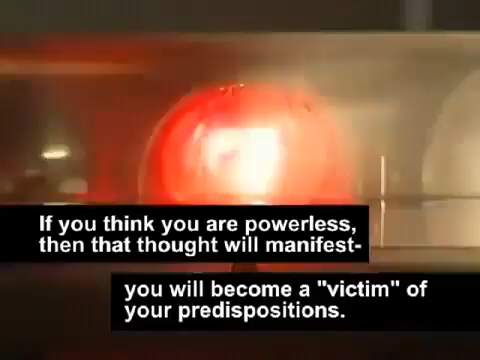 If you think you are powerless,
then that thought will manifest-
you will become a "victim" of
your predispositions.